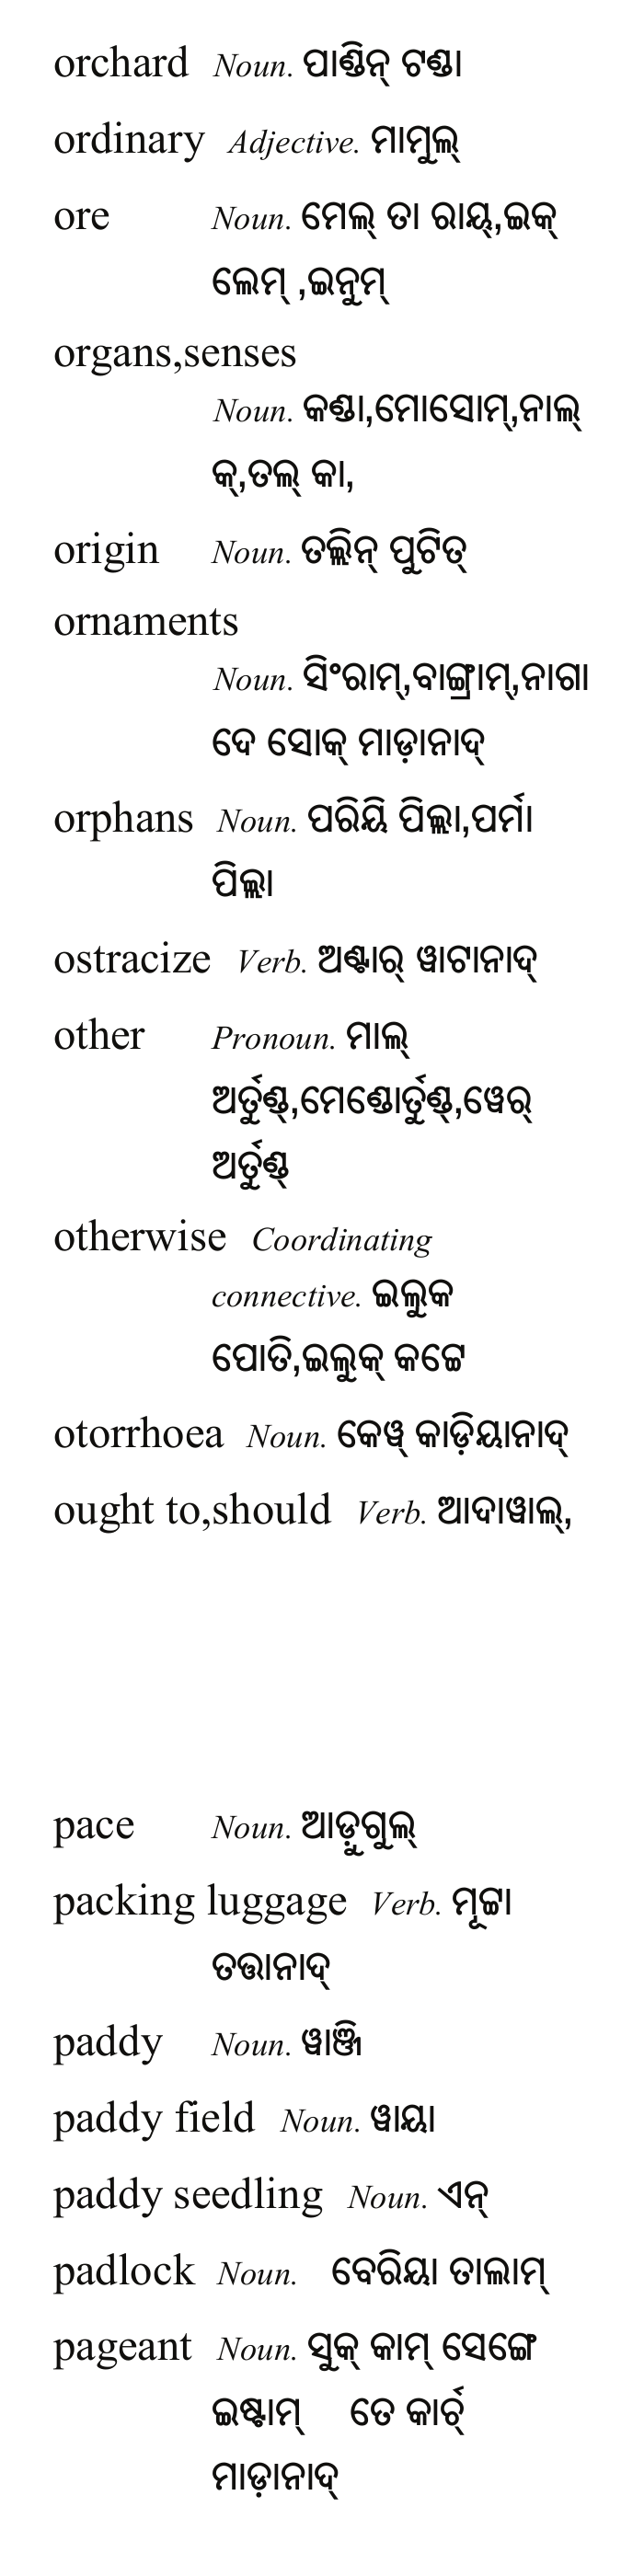 orchard Noun. ପାଣ୍ଡିନ୍ ଟଣ୍ଡା
ordinary Adjective. ମାମୁଲ୍
ore Noun. ମେଲ୍ ତା ରାୟ୍,ଇକ୍
ଲେମ୍ ,ଇନୁମ୍
organs,senses
Noun. କଣ୍ଡା,ମୋସୋମ୍,ନାଲ୍
କ୍,ତଲ୍ କା,
origin Noun. ତଲ୍ଲିନ୍ ପୁଟିତ୍
ornaments
Noun. ସିଂରାମ୍,ବାଙ୍ଗ୍ରାମ୍,ନାଗା
ଦେ ସୋକ୍ ମାଡ଼ାନାଦ୍
orphans Noun. ପରିୟି ପିଲ୍ଲା,ପର୍ମା
ପିଲ୍ଲା
ostracize Verb. ଅଣ୍ଟାର୍ ୱାଟାନାଦ୍
other Pronoun. ମାଲ୍
ଅର୍ତୁଣ୍ଡ୍,ମେଣ୍ଡୋର୍ତୁଣ୍ଡ୍,ୱେର୍
ଅର୍ତୁଣ୍ଡ୍
otherwise Coordinating
connective. ଇଲୁକ
ପୋତି,ଇଲୁକ୍ କଟ୍ଟେ
otorrhoea Noun. କେୱ୍ କାଡ଼ିୟାନାଦ୍
ought to,should Verb. ଆଦାୱାଲ୍,
pace Noun. ଆଡ଼ୁଗୁଲ୍
packing luggage Verb. ମୂଟ୍ଟା
ତତ୍ତାନାଦ୍
paddy Noun. ୱାଞ୍ଜି
paddy field Noun. ୱାୟା
paddy seedling Noun. ଏନ୍
padlock Noun. ବେରିୟା ତାଲାମ୍
pageant Noun. ସୁକ୍ କାମ୍ ସେଙ୍ଗେ
ଇଷ୍ଟାମ୍ ତେ କାର୍ଚ୍
ମାଡ଼ାନାଦ୍